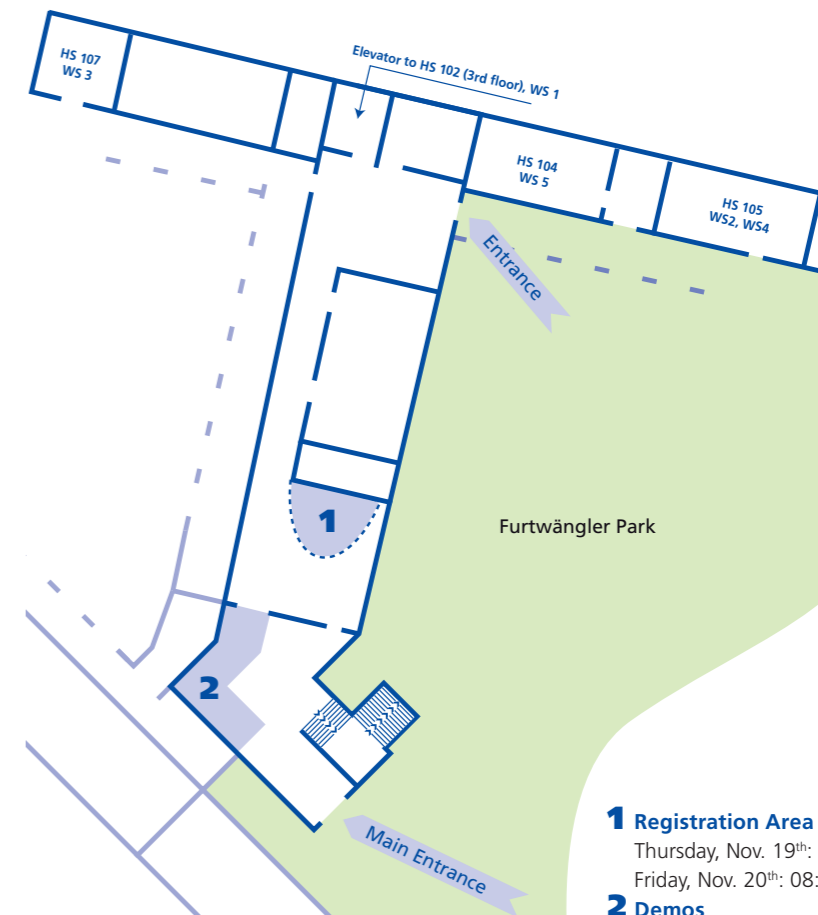 HS 107
WS 3
Elevator to HS 102 (3rd floor), WS 1
HS 104
WS 5
HS 105
WS2, WS4
Entrance
1
Furtwängler Park
2
Main Entrance
1 Registration Area
Thursday, Nov. 19th:
Friday, Nov. 20th: 08:
2 Demos